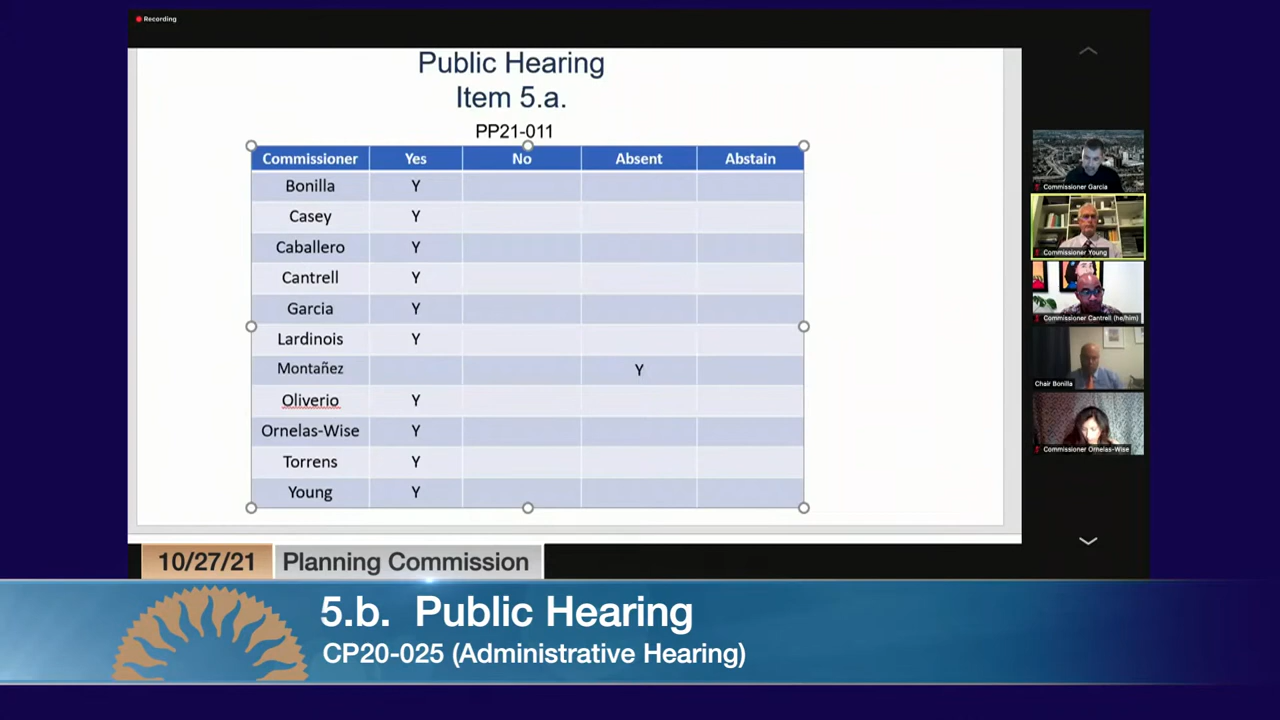 Recording
Public Hearing
Item 5.a.
PP21-011
Commissioner Yes No Absent Abstain
Bonilla Y
Casey Y
Caballero Y
Cantrell Y
Garcia Y
Lardinois Y
Montañez Y
Oliverio Y
Ornelas-Wise Y
Torrens Y
Young Y
Commissioner Garcia
Commissioner Young
Commissioner Cantrell (he/him)
Chair Bonilla
Commissioner Ornelas-Wise
10/27/21 Planning Commission
5.b. Public Hearing
CP20-025 (Administrative Hearing)